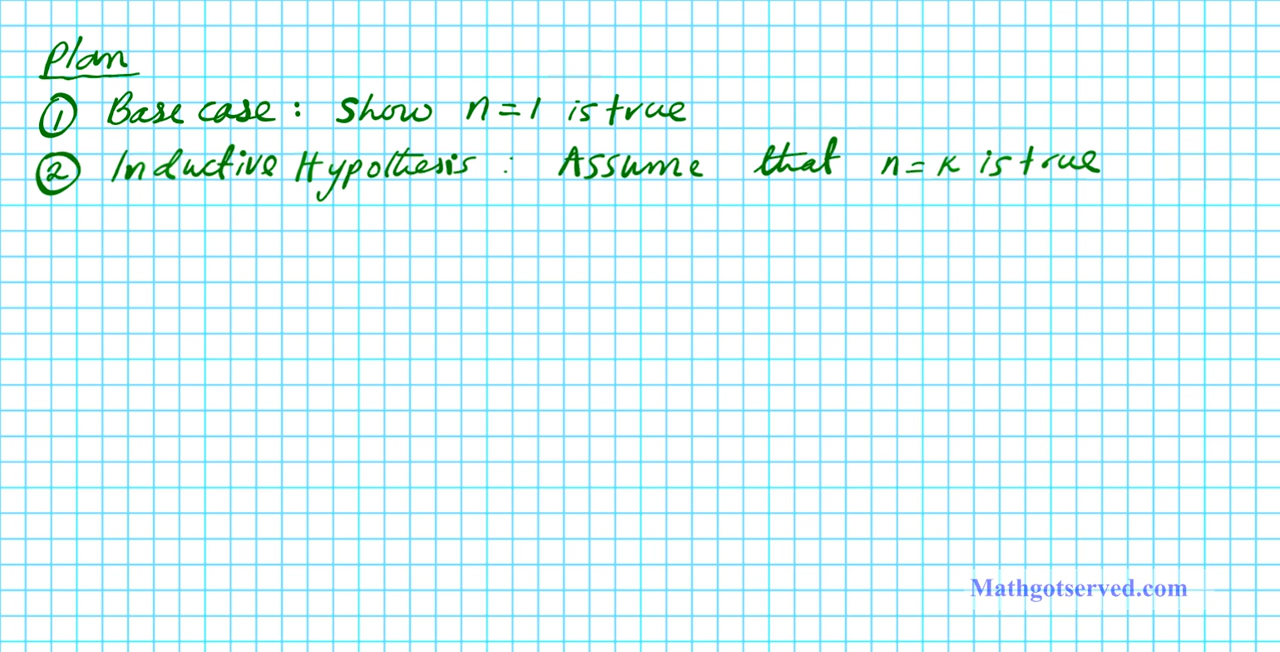 Plan
① Base case: Show n=1 is true
② Inductive Hypothesis: Assume that n=k is true
Mathgotserved.com